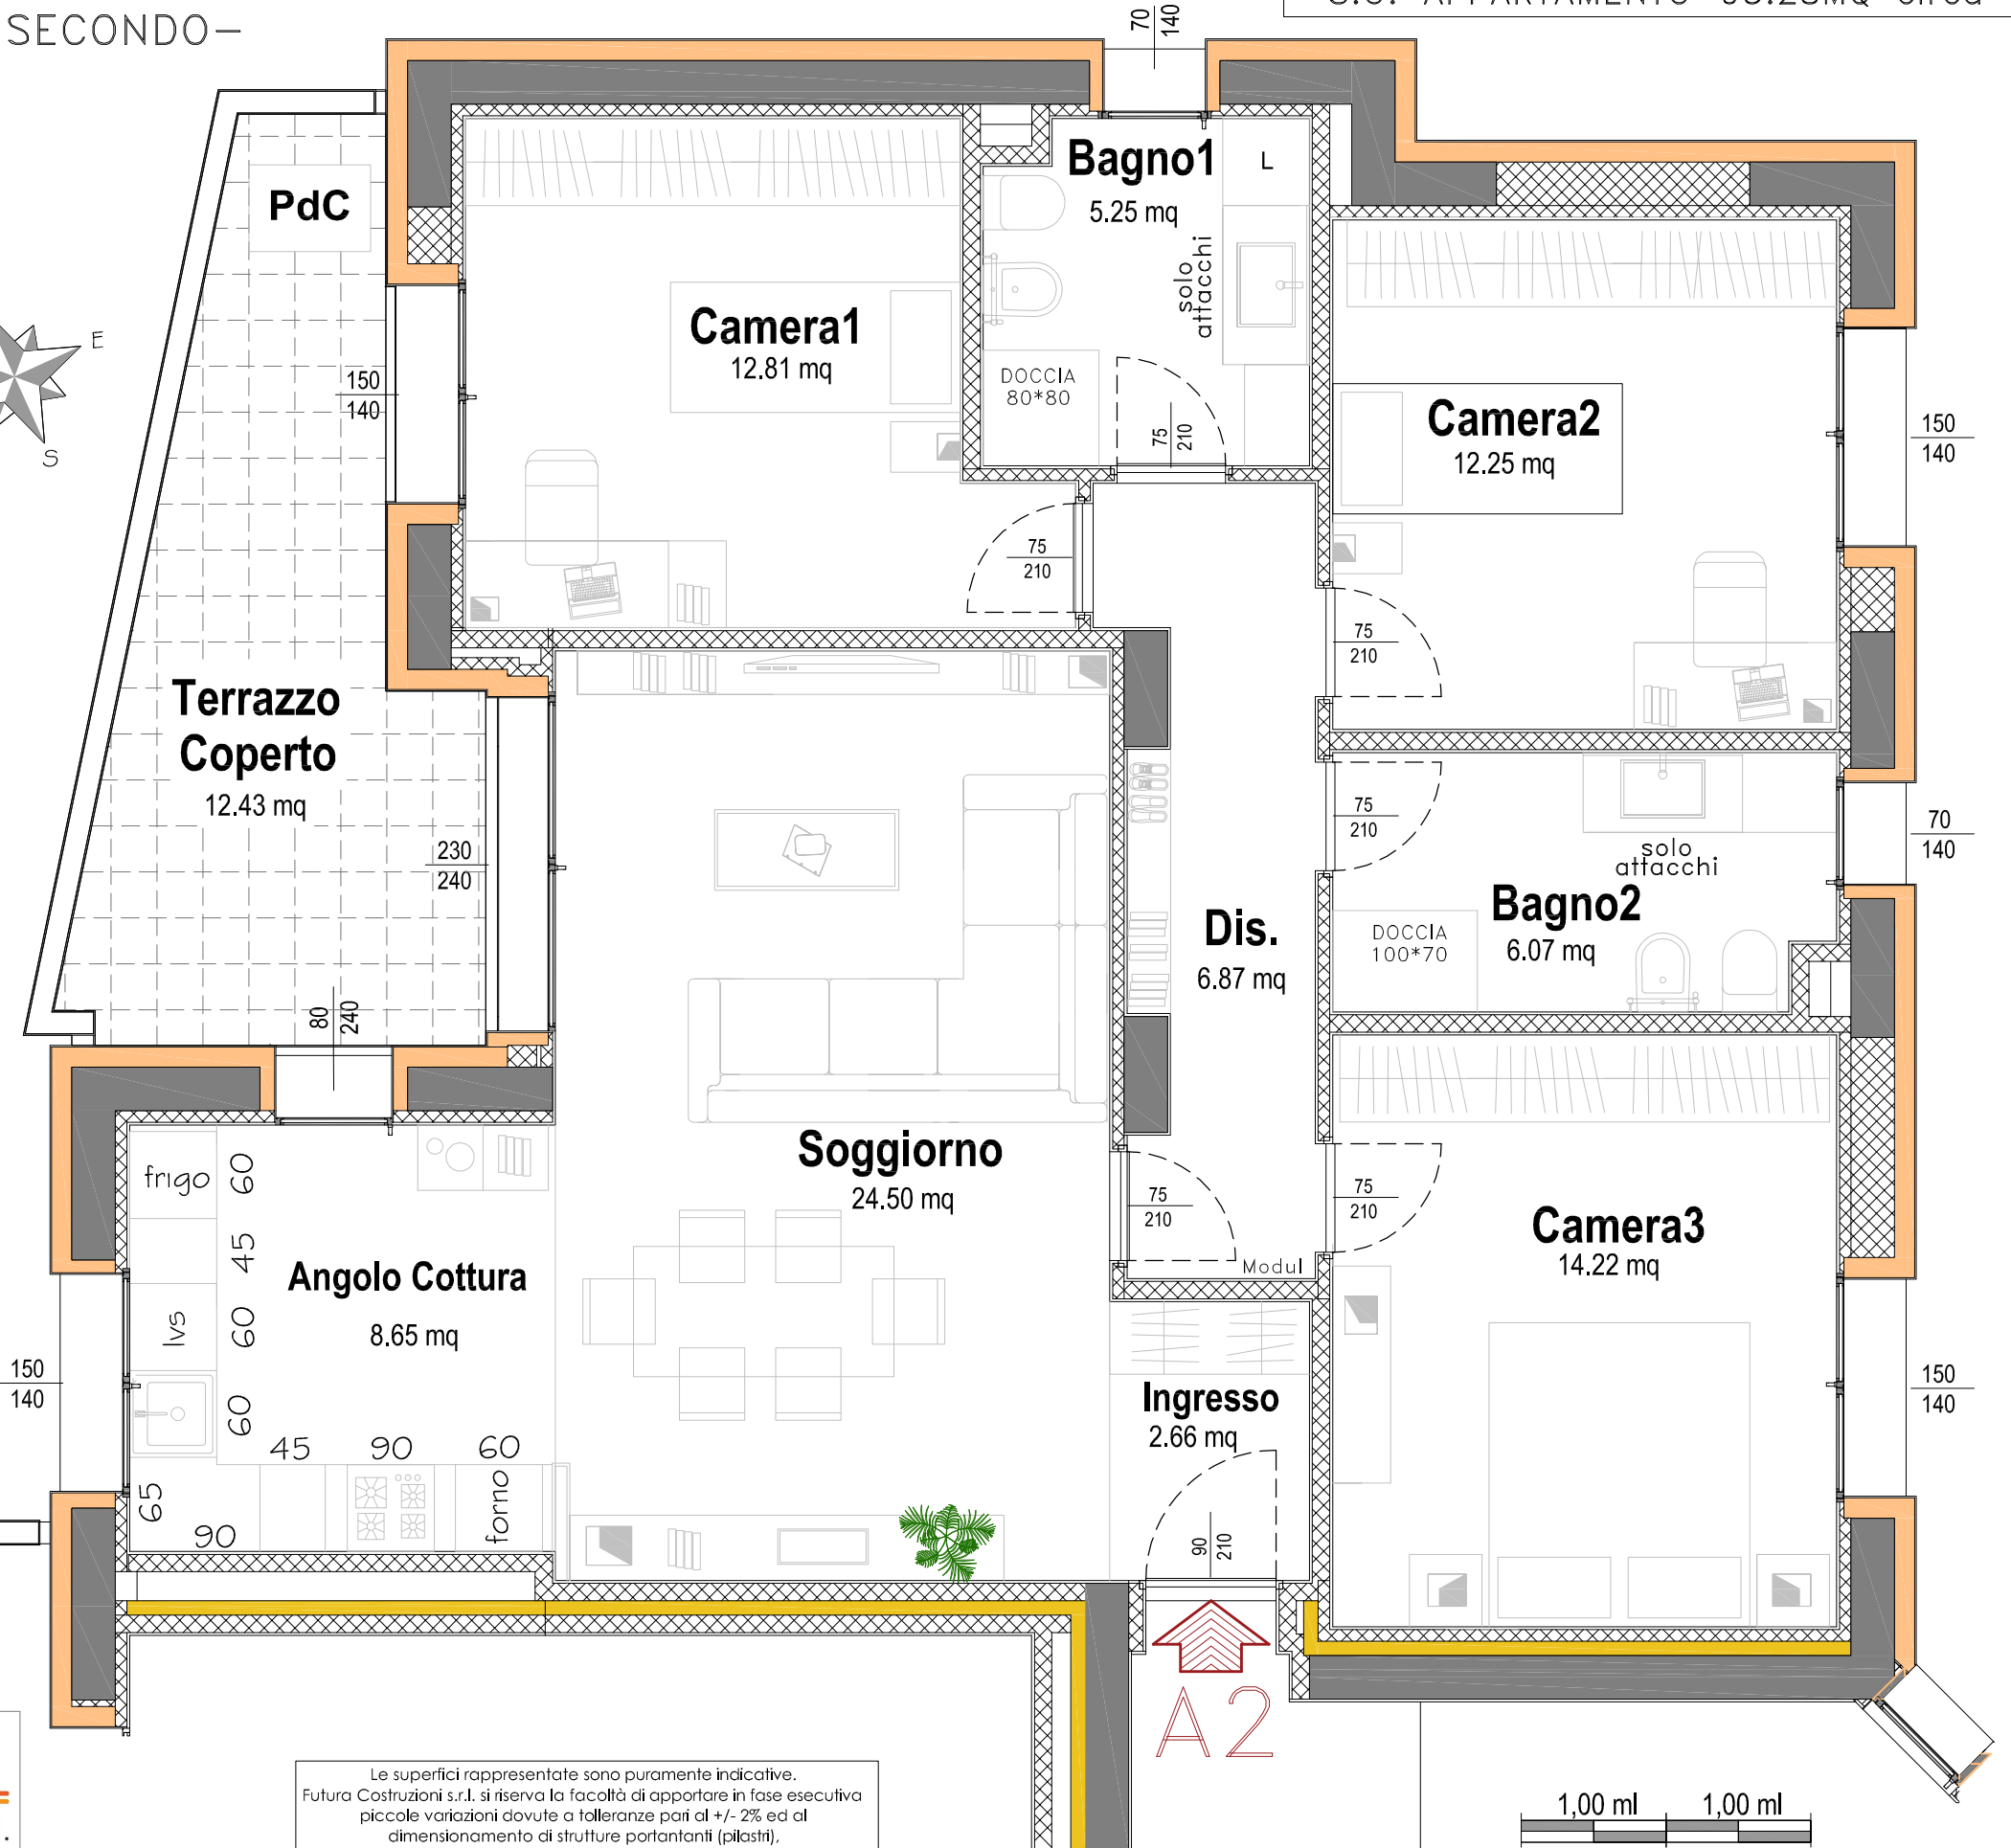 SECONDO-
70
140
E
S
PdC
Camera1
12.81 mq
Bagno1
5.25 mq
L
solo
attacchi
DOCCIA
80*80
75
210
150
140
Camera2
12.25 mq
150
140
75
210
75
210
Terrazzo
Coperto
12.43 mq
230
240
80
240
75
210
solo
attacchi
70
140
Bagno2
6.07 mq
DOCCIA
100*70
Dis.
6.87 mq
Soggiorno
24.50 mq
75
210
75
210
Modul
Camera3
14.22 mq
150
140
frigo
60
45
Angolo Cottura
8.65 mq
lvs
60
60
150
140
45
90
60
65
90
forno
Ingresso
2.66 mq
90
210
A2
Le superfici rappresentate sono puramente indicative.
Futura Costruzioni s.r.l. si riserva la facoltà di apportare in fase esecutiva
piccole variazioni dovute a tolleranze pari al +/- 2% ed al
dimensionamento di strutture portantanti (pilastri),
1,00 ml
1,00 ml